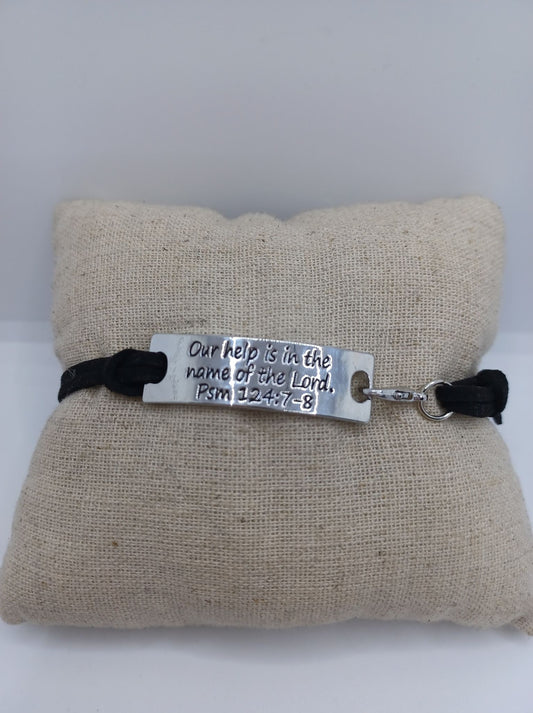 Our help is in the
name of the Lord.
Psm 124:7-8